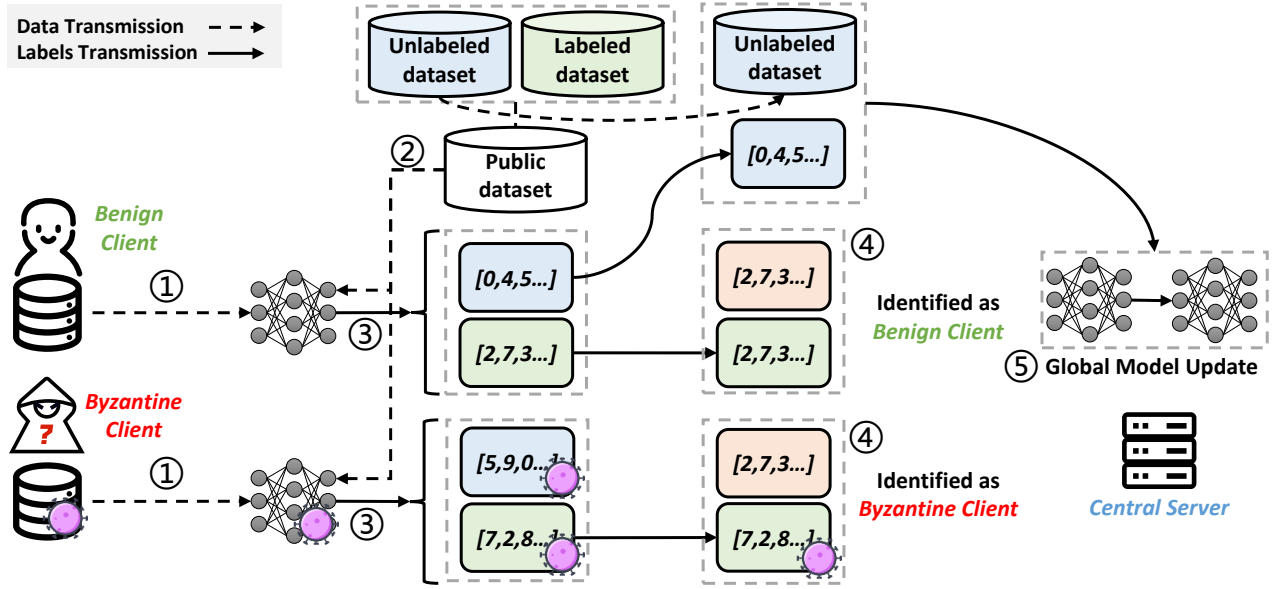 Data Transmission
Labels Transmission
Unlabeled
dataset
Labeled
dataset
Unlabeled
dataset
②
Public
dataset
[0,4,5...]
Benign
Client
①
③
[0,4,5...]
[2,7,3...]
④
[2,7,3...]
[2,7,3...]
Identified as
Benign Client
⑤ Global Model Update
Byzantine
Client
?
①
③
[5,9,0...]
[7,2,8...]
④
[2,7,3...]
[7,2,8...]
Identified as
Byzantine Client
Central Server